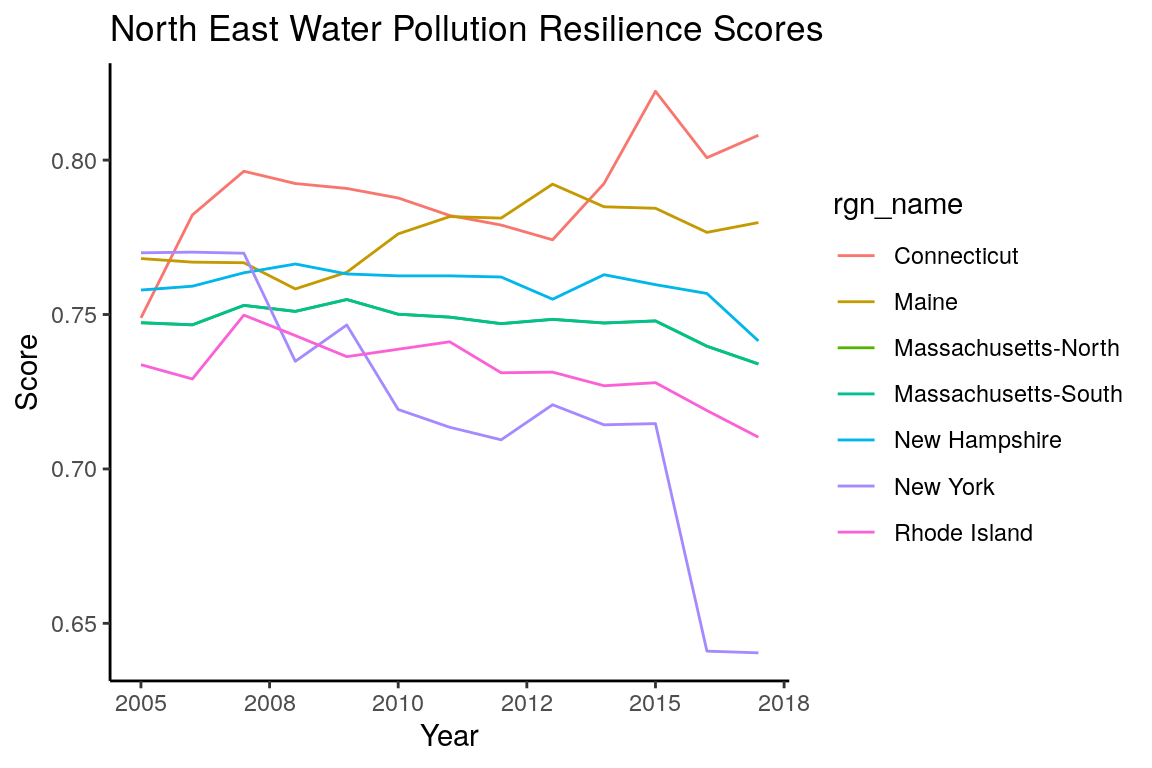 North East Water Pollution Resilience Scores
Score
0.80
0.75
0.70
0.65
2005 2008 2010 2012 2015 2018
Year
rgn_name
Connecticut
Maine
Massachusetts-North
Massachusetts-South
New Hampshire
New York
Rhode Island